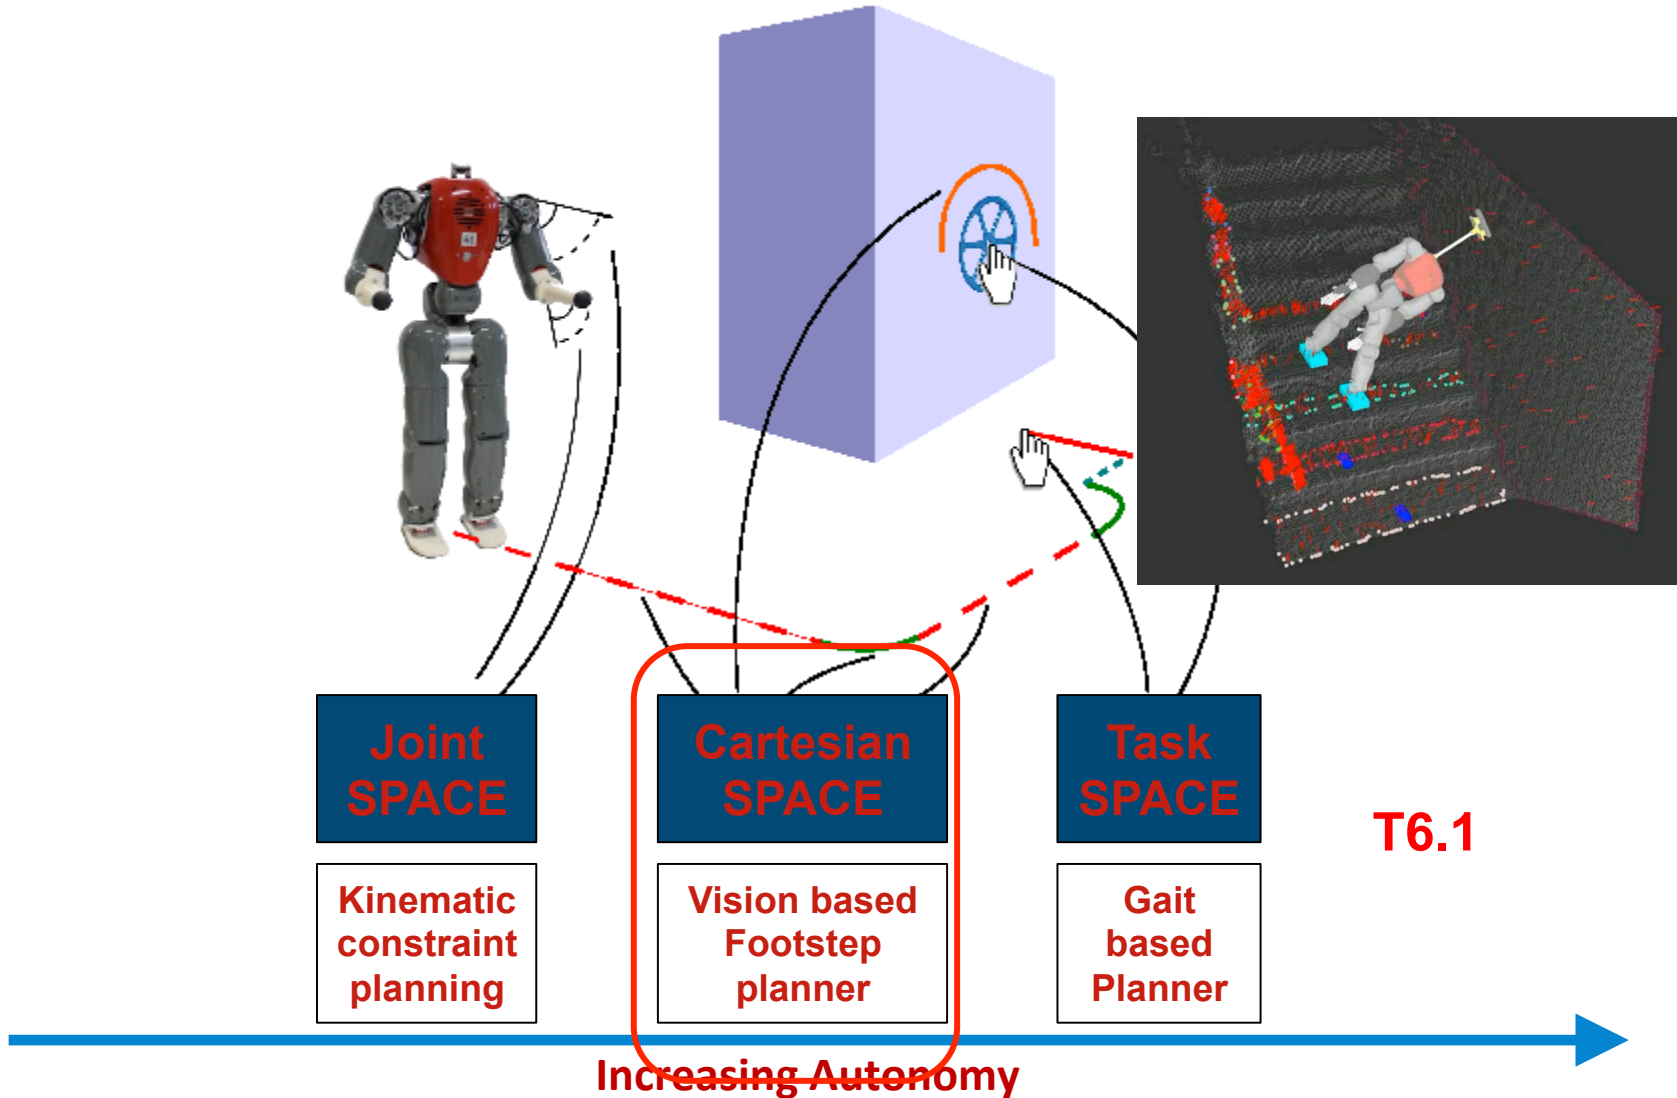 Joint
SPACE
Cartesian
SPACE
Task
SPACE
T6.1
Kinematic
constraint
planning
Vision based
Footstep
planner
Gait
based
Planner
Increasing Autonomy